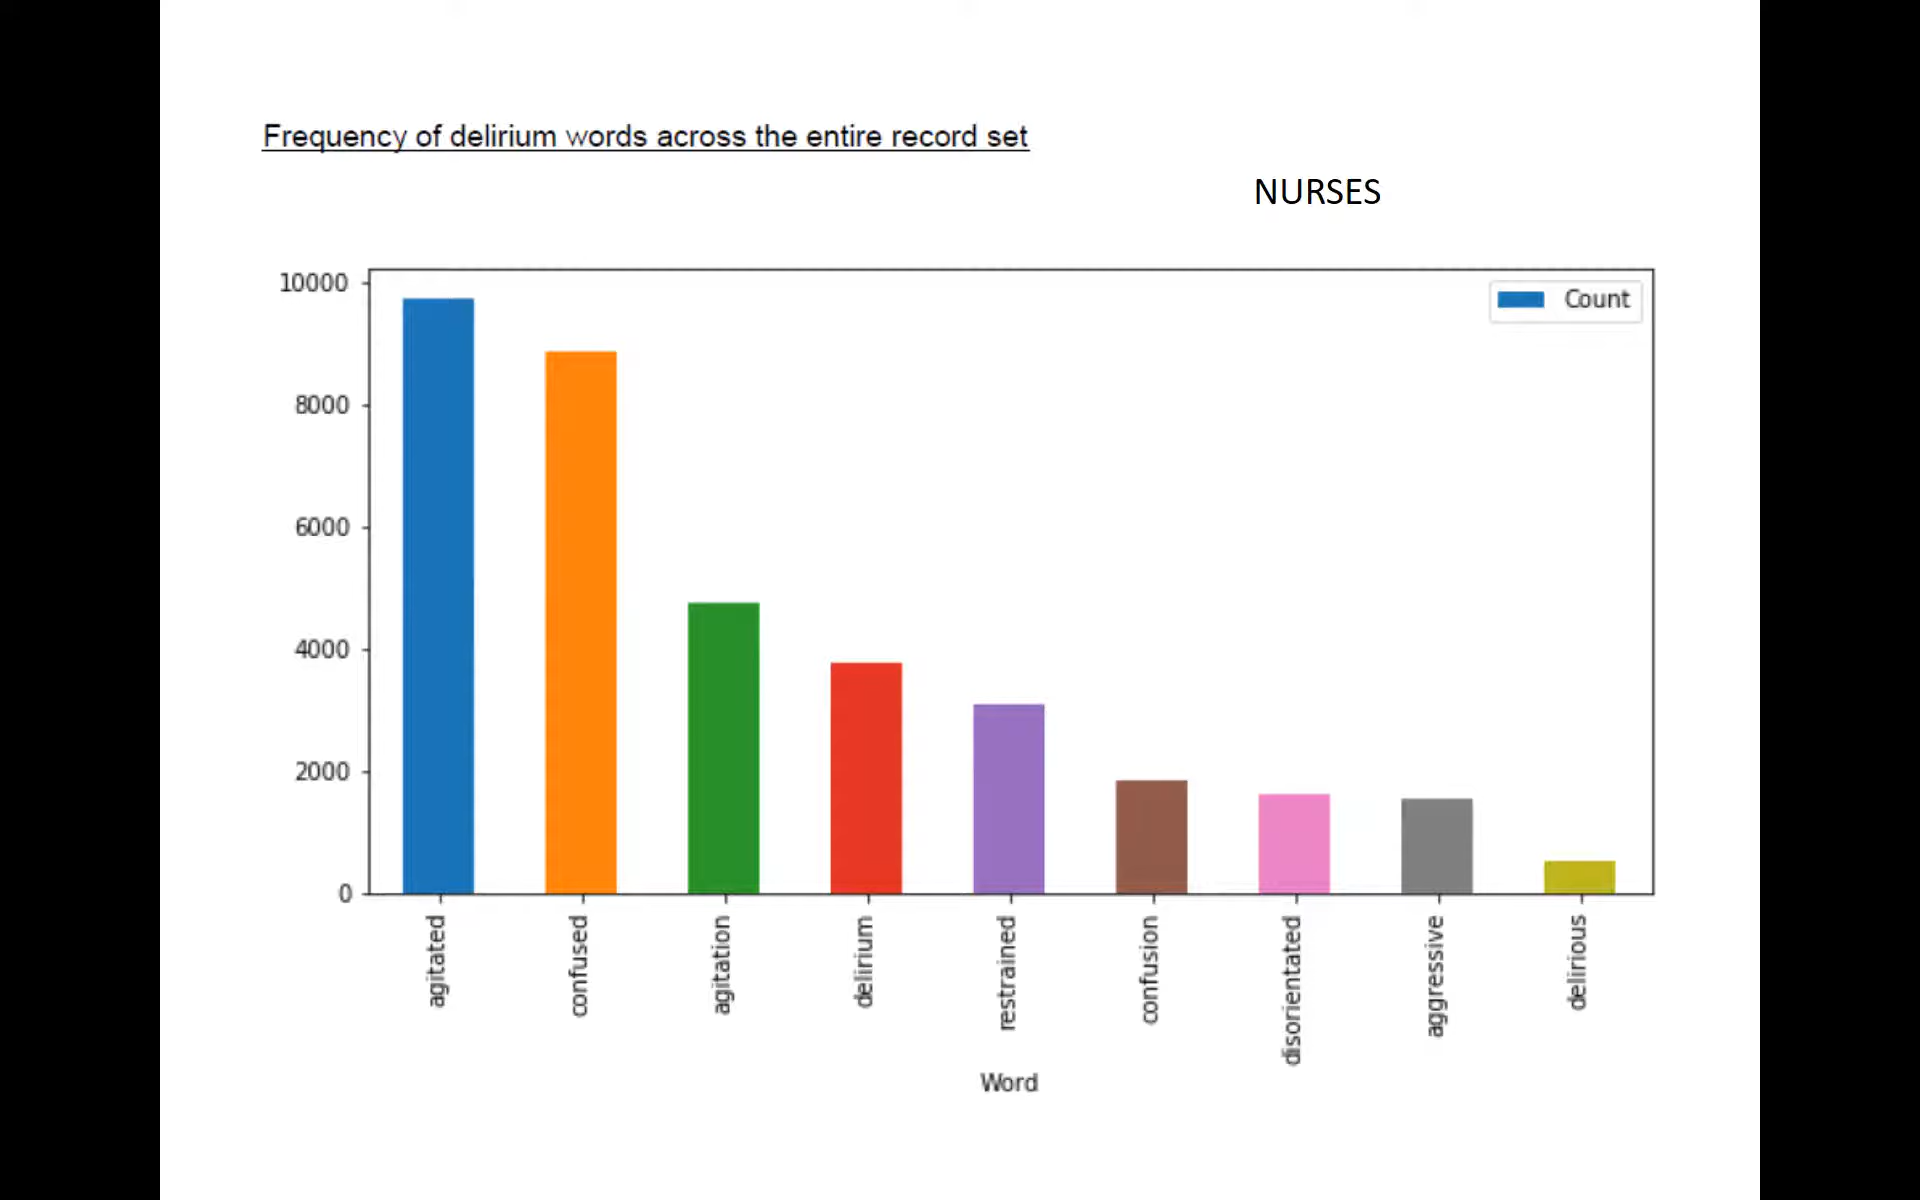 Frequency of delirium words across the entire record set
NURSES
10000
8000
6000
4000
2000
0
Count
agitated
confused
agitation
delirium
restrained
confusion
disorientated
aggressive
delirious
Word